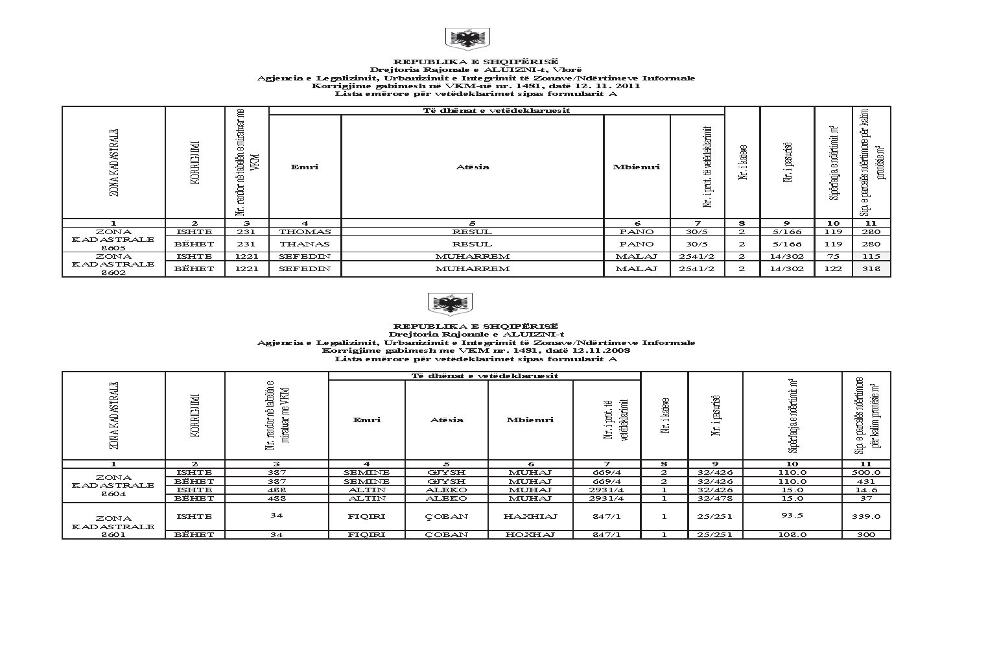 REPUBLIKA E SHQIPËRISË
Drejtoria Rajonale e ALUIZNI-t, Vlorë
Agjencia e Legalizimit, Urbanizimit e Integrimit të Zonave/Ndërtimeve Informale
Korrigjime gabimesh në VKM-në nr. 1481, datë 12. 11. 2011
Lista emërore për vetëdeklarimet sipas formularit A
ZONA KADASTRALE
KORRIGJIMI
Nr. rendor në tabelën e miratuar me
VKM
Të dhënat e vetëdeklaruesit
Emri
Atësia
Mbiemri
Nr. i prot. të vetëdeklarimit
Nr. i kateve
Nr. i pasurisë
Sipërfaqja e ndërtimit m²
Sip. e parcelës ndërtimore për kalim
pronësie m²
1 2 3 4 5 6 7 8 9 10 11
ZONA KADASTRALE 8605
ISHTE 231 THOMAS RESUL PANO 30/5 2 5/166 119 280
BËHET 231 THANAS RESUL PANO 30/5 2 5/166 119 280
ZONA KADASTRALE 8602
ISHTE 1221 SEFEDIN MUHARREM MALAJ 2541/2 2 14/302 75 115
BËHET 1221 SEFEDIN MUHARREM MALAJ 2541/2 2 14/302 122 318
REPUBLIKA E SHQIPËRISË
Drejtoria Rajonale e ALUIZNI-t
Agjencia e Legalizimit, Urbanizimit e Integrimit të Zonave/Ndërtimeve Informale
Korrigjime gabimesh me VKM nr. 1481, datë 12.11.2008
Lista emërore për vetëdeklarimet sipas formularit A
ZONA KADASTRALE
KORRIGJIMI
Nr. rendor në tabelën e
miratuar me VKM
Të dhënat e vetëdeklaruesit
Emri
Atësia
Mbiemri
Nr. i prot. të
vetëdeklarimit
Nr. i kateve
Nr. i pasurisë
Sipërfaqja e ndërtimit m²
Sip. e parcelës ndërtimore
për kalim pronësie m²
1 2 3 4 5 6 7 8 9 10 11
ZONA KADASTRALE 8604
ISHTE 387 SEMINE GJYSH MUHAJ 669/4 2 32/426 110.0 500.0
BËHET 387 SEMINE GJYSH MUHAJ 669/4 2 32/426 110.0 431
ISHTE 488 ALTIN ALEKO MUHAJ 2931/4 1 32/426 15.0 14.6
BËHET 488 ALTIN ALEKO MUHAJ 2931/4 1 32/478 15.0 37
ZONA KADASTRALE 8601
ISHTE 34 FIQIRI ÇOBAN HAXHIAJ 847/1 1 25/251 93.5 339.0
BËHET 34 FIQIRI ÇOBAN HOXHAJ 847/1 1 25/251 108.0 300